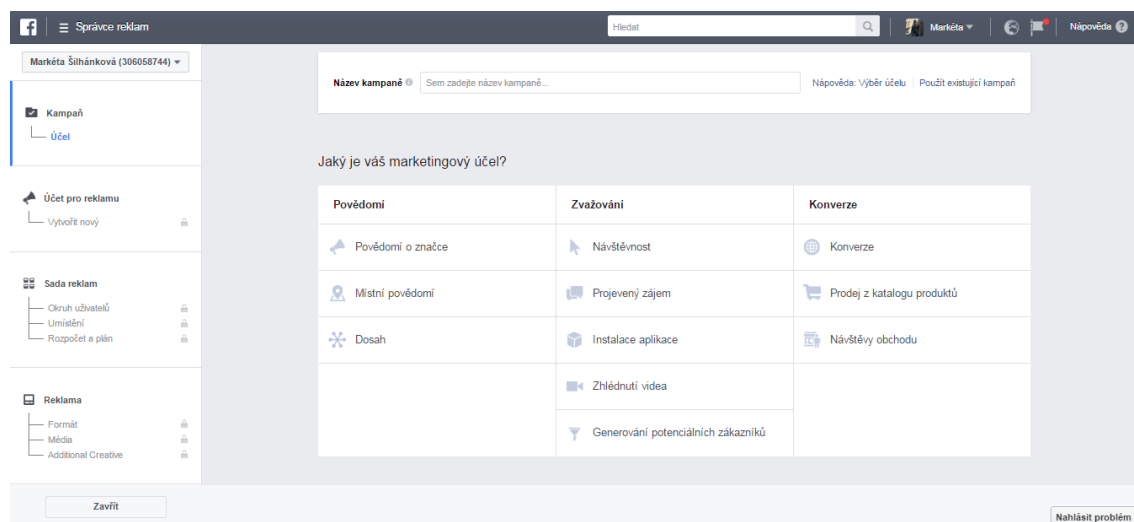 f
Správce reklam
Hledat
Markéta
Nápověda
Markéta Šilhánková (306058744)
Kampaň
Účel
Účet pro reklamu
Vytvořit nový
Sada reklam
Okruh uživatelů
Umístění
Rozpočet a plán
Reklama
Formát
Média
Additional Creative
Zavřít
Název kampaně
Sem zadejte název kampaně...
Nápověda: Výběr účelu
Použít existující kampaň
Jaký je váš marketingový účel?
Povědomí
Zvažování
Konverze
Povědomí o značce
Návštěvnost
Konverze
Místní povědomí
Projevený zájem
Prodej z katalogu produktů
Dosah
Instalace aplikace
Návštěvy obchodu
Zhlédnutí videa
Generování potenciálních zákazníků
Nahlásit problém